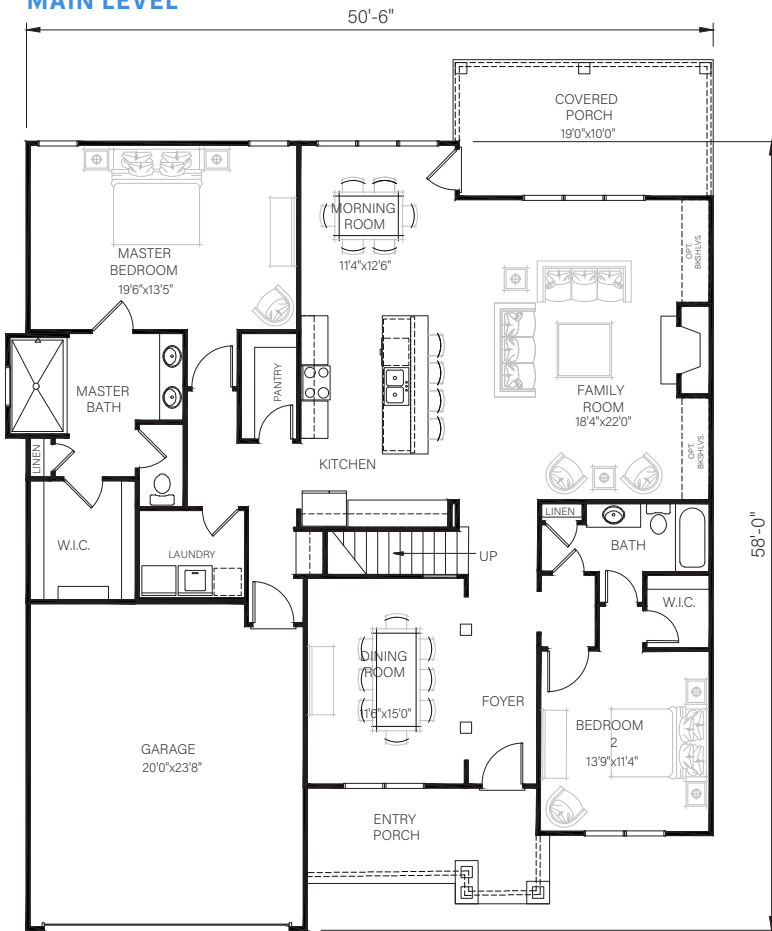 MAIN LEVEL
50'-6"
COVERED
PORCH
19'0"x10'0"
MORNING
ROOM
11'4"x12'6"
MASTER
BEDROOM
19'6"x13'5"
OPT.
BKSHLVS.
MASTER
BATH
PANTRY
FAMILY
ROOM
18'4"x22'0"
OPT.
BKSHLVS.
LINEN
KITCHEN
LINEN
BATH
W.I.C.
LAUNDRY
UP
58'-0"
W.I.C.
DINING
ROOM
11'6"x15'0"
FOYER
BEDROOM
2
13'9"x11'4"
GARAGE
20'0"x23'8"
ENTRY
PORCH